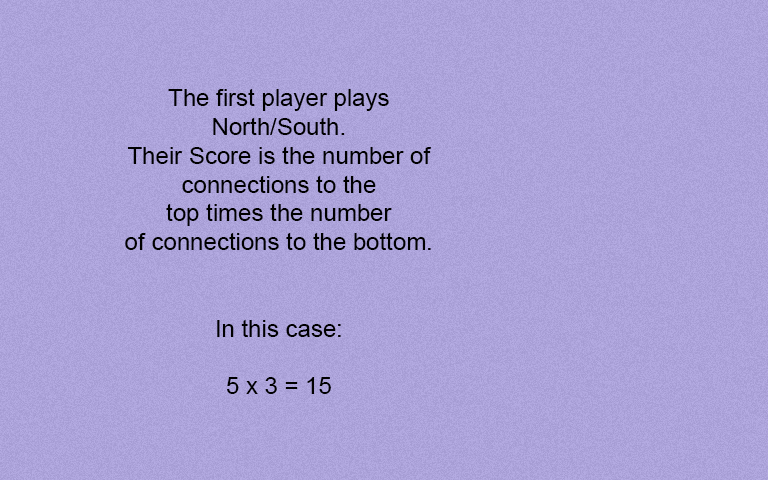 The first player plays
North/South.
Their Score is the number of
connections to the
top times the number
of connections to the bottom.
In this case:
5 x 3 = 15